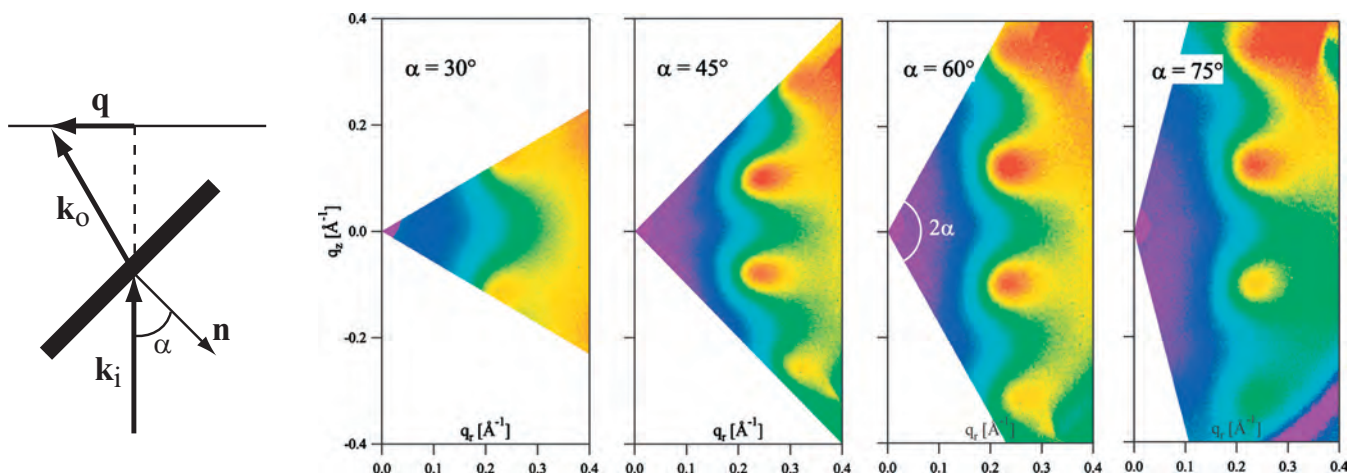 q
k₀
kᵢ
α
n
q_z [Å⁻¹]
0.4
0.2
0.0
-0.2
-0.4
α = 30°
q_r [Å⁻¹]
0.0 0.1 0.2 0.3 0.4
α = 45°
q_r [Å⁻¹]
0.0 0.1 0.2 0.3 0.4
α = 60°
2α
q_r [Å⁻¹]
0.0 0.1 0.2 0.3 0.4
α = 75°
q_r [Å⁻¹]
0.0 0.1 0.2 0.3 0.4